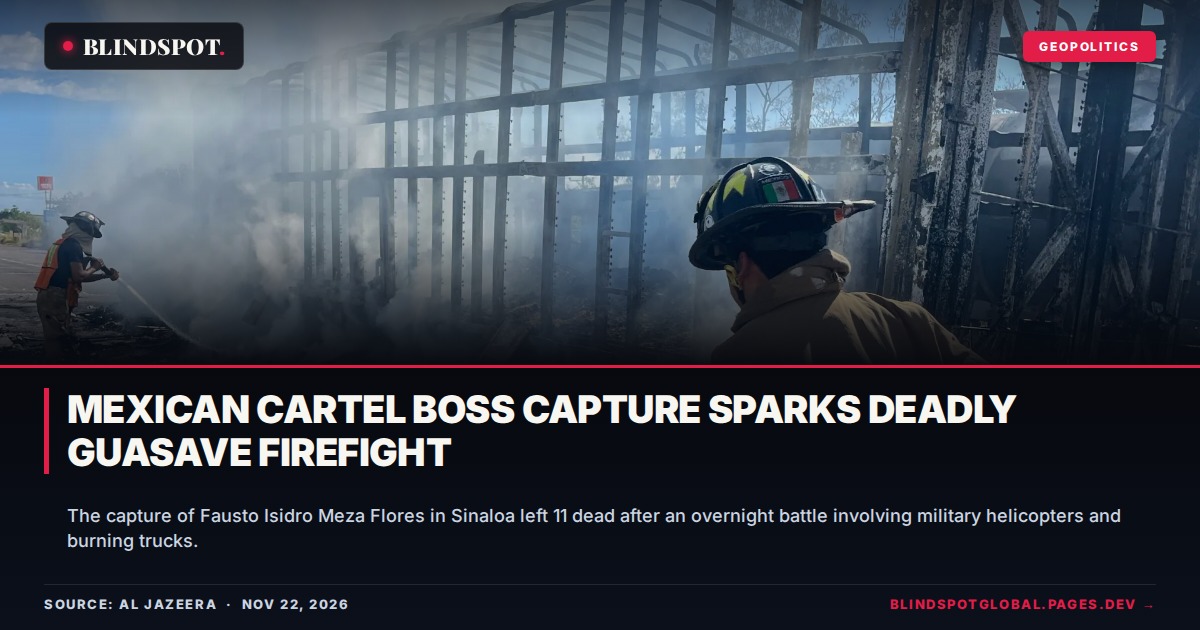 BLINDSPOT.
GEOPOLITICS
MEXICAN CARTEL BOSS CAPTURE SPARKS DEADLY
GUASAVE FIREFIGHT
The capture of Fausto Isidro Meza Flores in Sinaloa left 11 dead after an overnight battle involving military helicopters and
burning trucks.
SOURCE: AL JAZEERA · NOV 22, 2026
BLINDSPOTGLOBAL.PAGES.DEV →